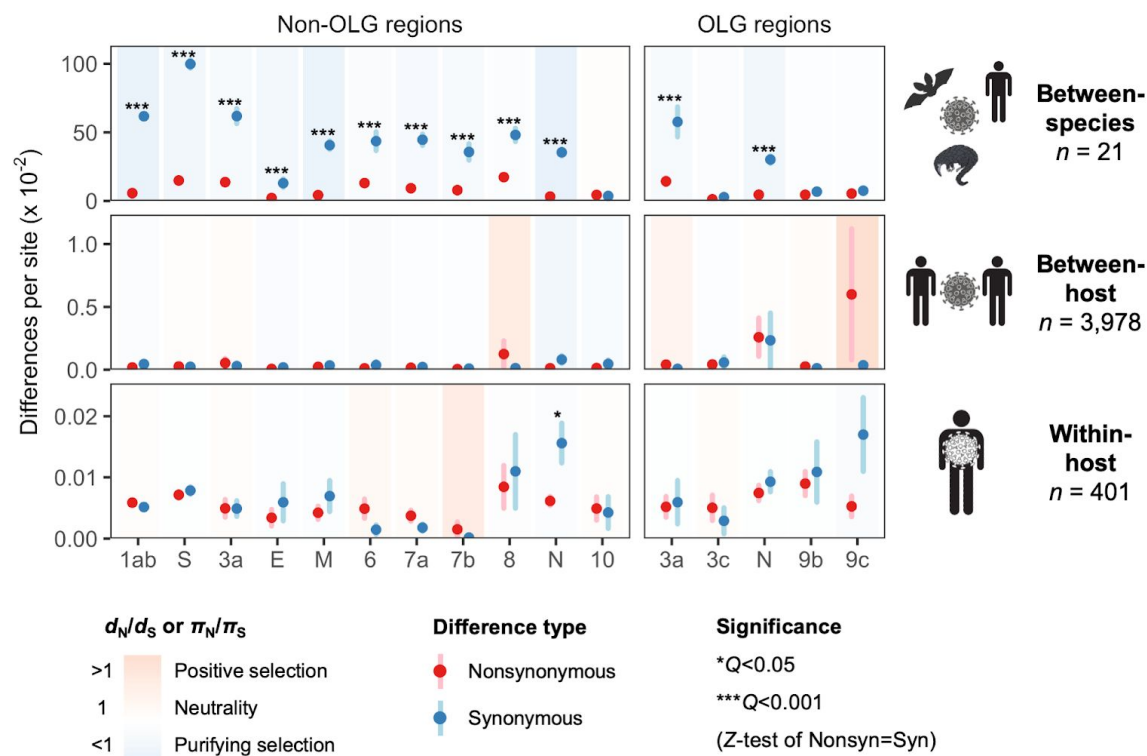 Non-OLG regions
OLG regions
Differences per site (x 10⁻²)
100
50
0
*** *** *** *** *** *** *** *** *** ***
*** ***
Between-
species
n = 21
1.0
0.5
0.0
Between-
host
n = 3,978
0.02
0.01
0.00
*
Within-
host
n = 401
1ab S 3a E M 6 7a 7b 8 N 10
3a 3c N 9b 9c
dN/dS or πN/πS
>1 Positive selection
1 Neutrality
<1 Purifying selection
Difference type
Nonsynonymous
Synonymous
Significance
*Q<0.05
***Q<0.001
(Z-test of Nonsyn=Syn)